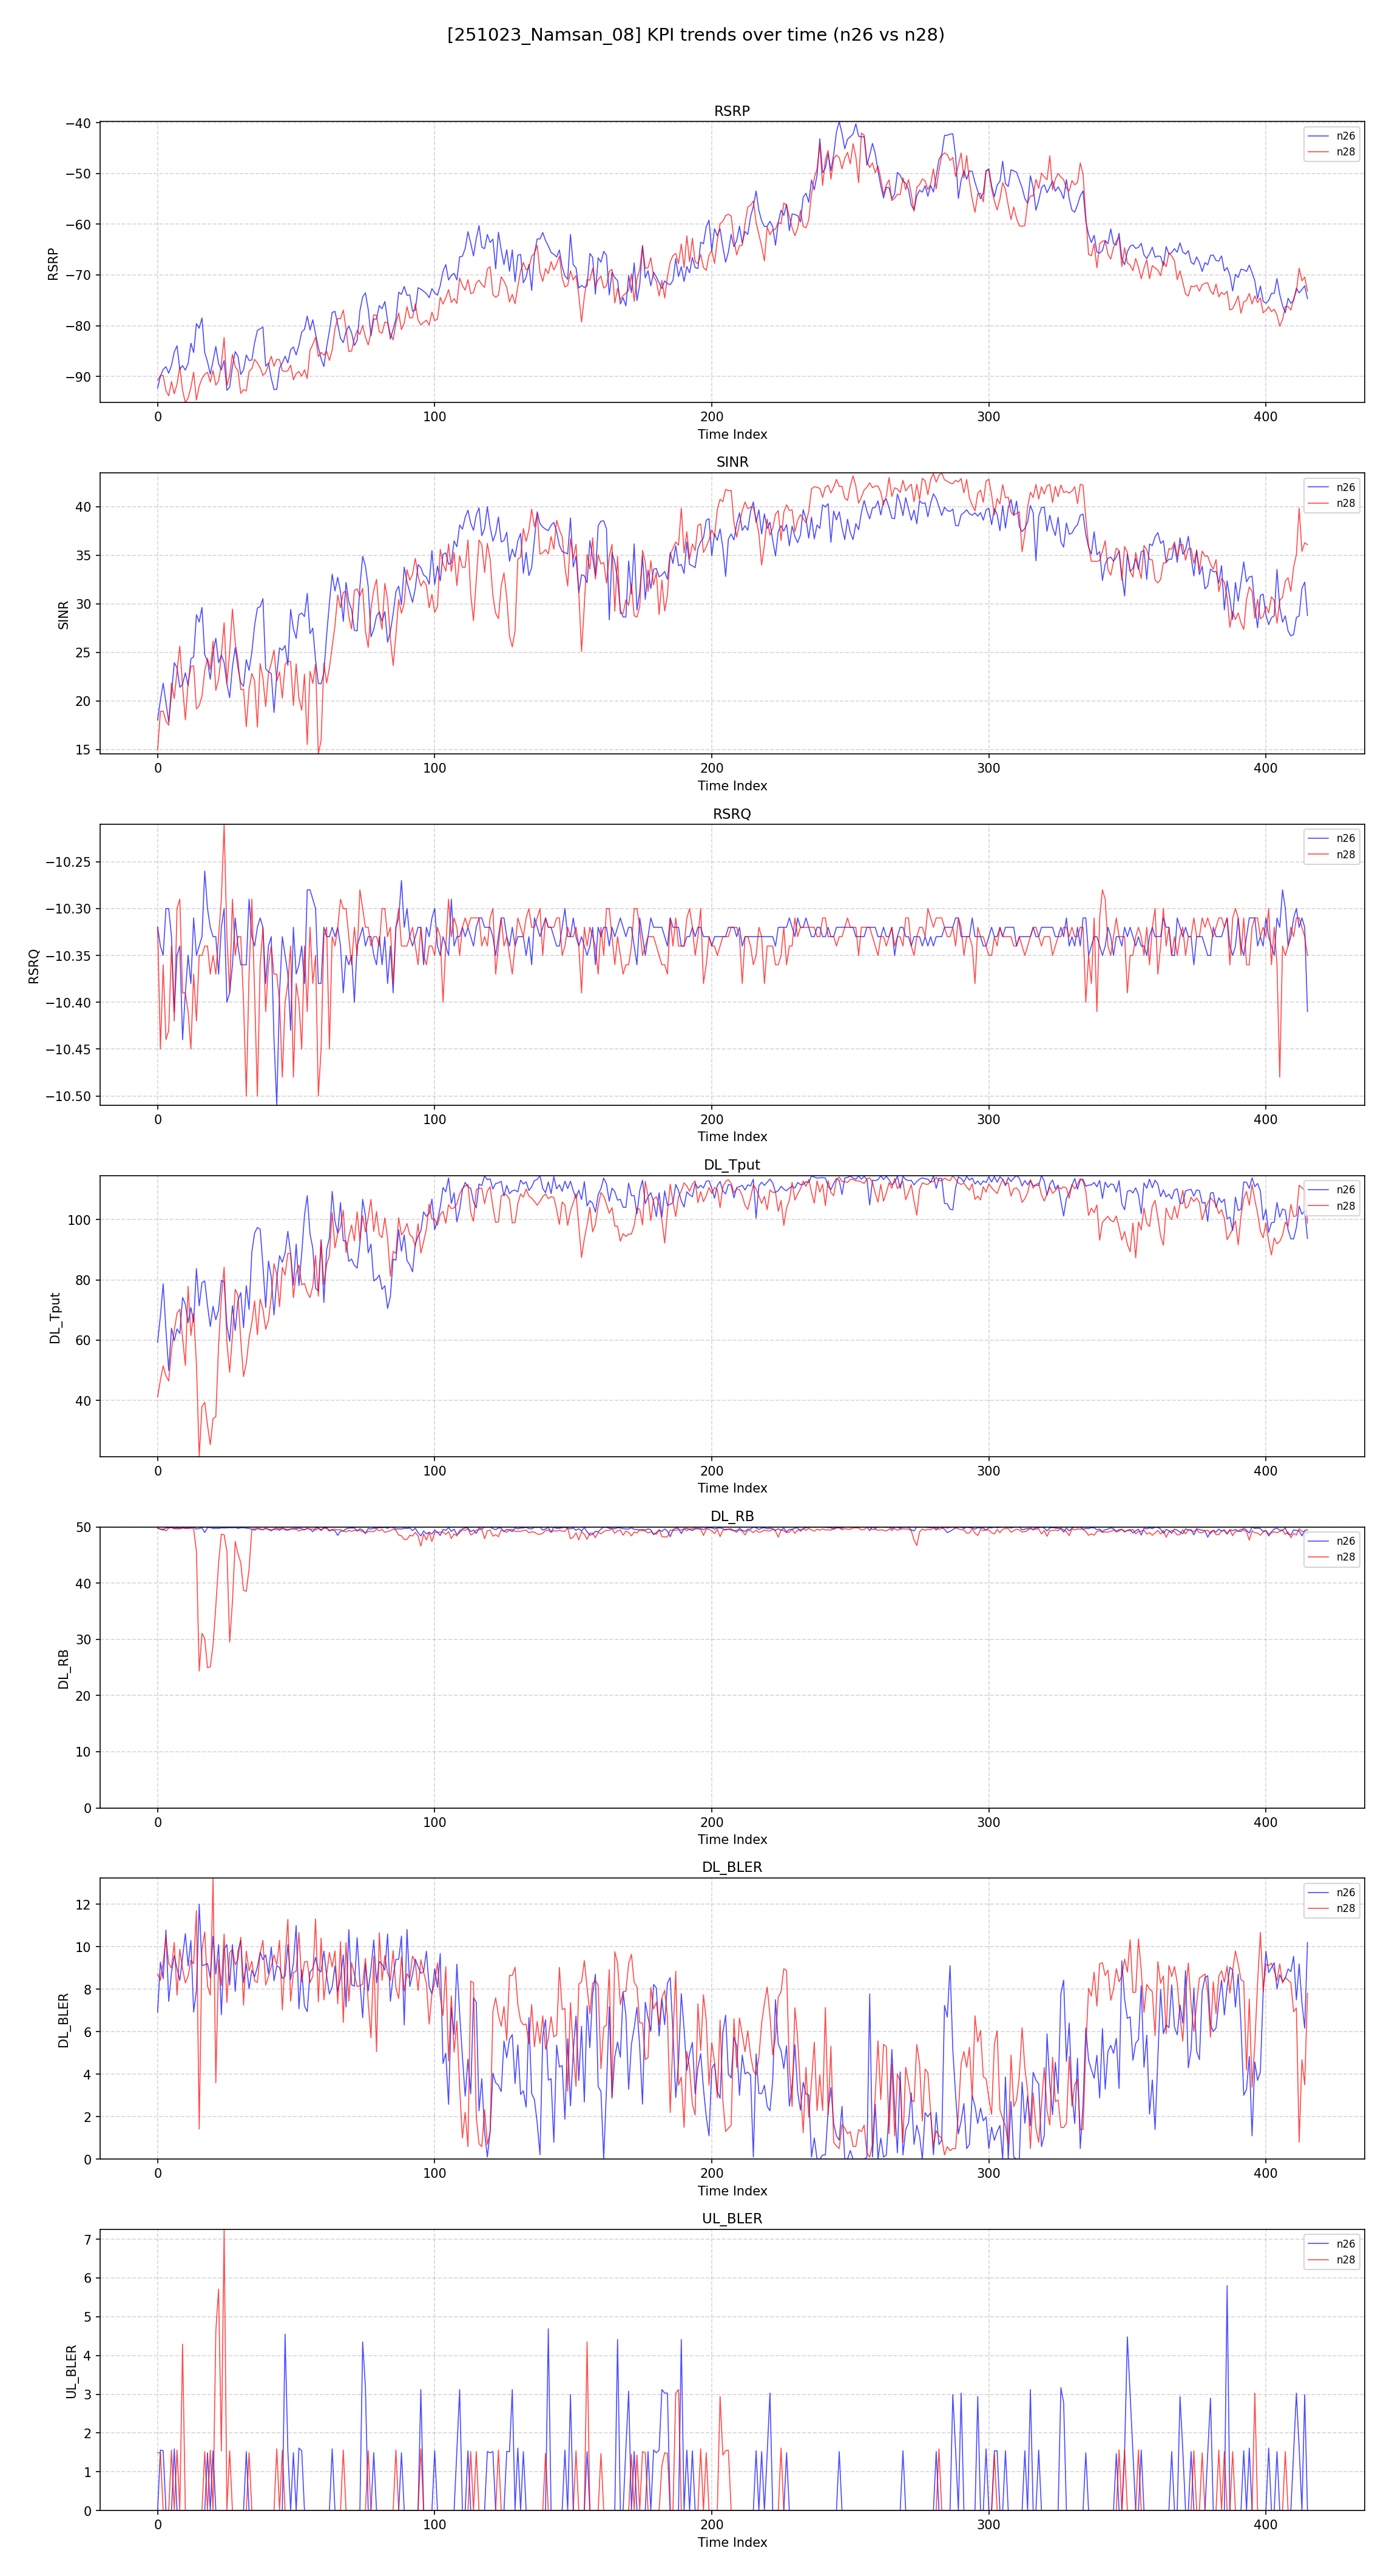 [251023_Namsan_08] KPI trends over time (n26 vs n28)
RSRP
−40
−50
−60
−70
−80
−90
RSRP
n26
n28
0 100 200 300 400
Time Index
SINR
40
35
30
25
20
15
SINR
n26
n28
0 100 200 300 400
Time Index
RSRQ
−10.25
−10.30
−10.35
−10.40
−10.45
−10.50
RSRQ
n26
n28
0 100 200 300 400
Time Index
DL_Tput
100
80
60
40
DL_Tput
n26
n28
0 100 200 300 400
Time Index
DL_RB
50
40
30
20
10
0
DL_RB
n26
n28
0 100 200 300 400
Time Index
DL_BLER
12
10
8
6
4
2
0
DL_BLER
n26
n28
0 100 200 300 400
Time Index
UL_BLER
7
6
5
4
3
2
1
0
UL_BLER
n26
n28
0 100 200 300 400
Time Index